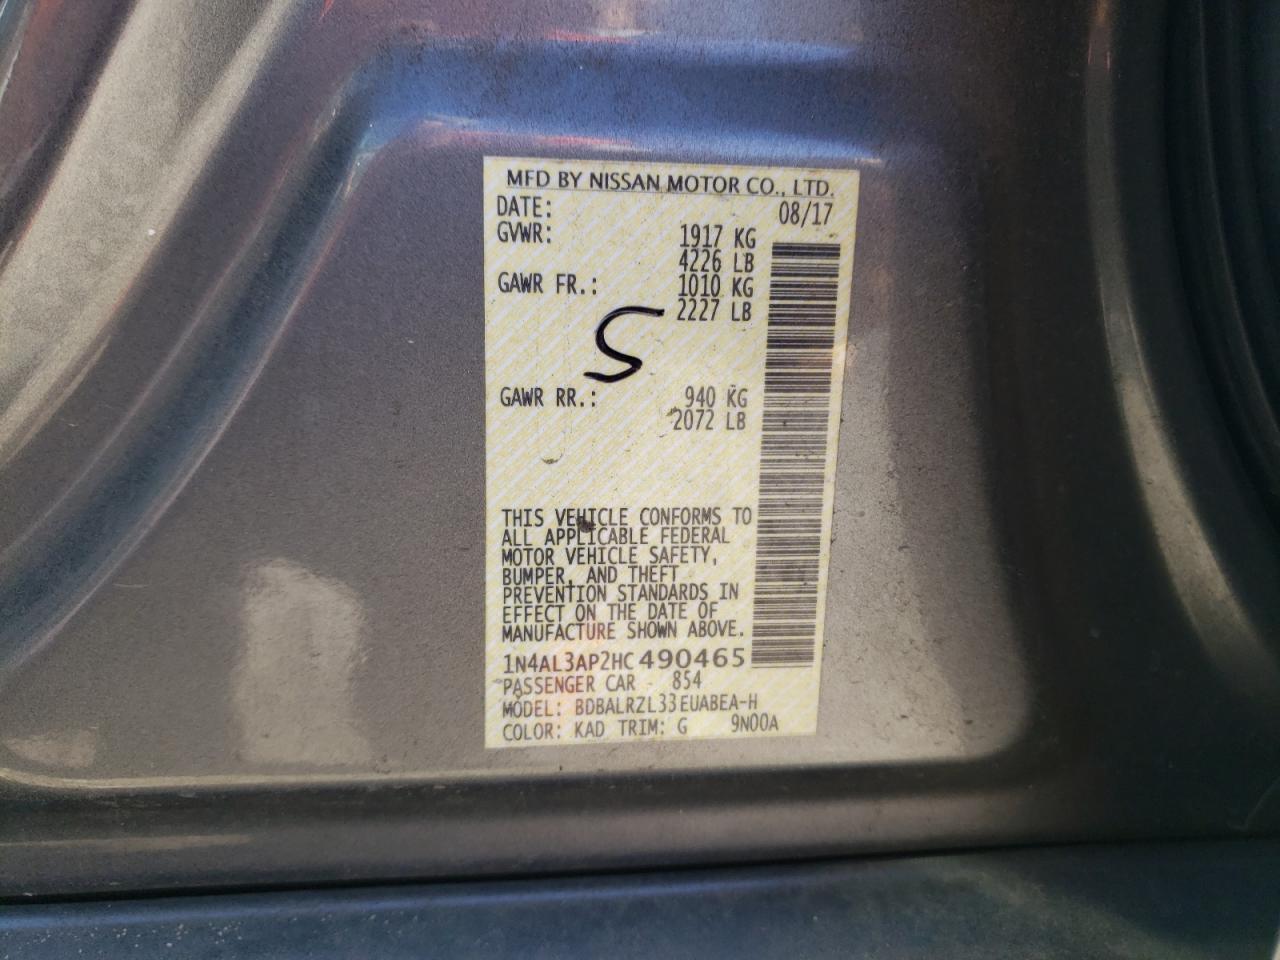 MFD BY NISSAN MOTOR CO., LTD.
DATE: 08/17
GVWR: 1917 KG
4226 LB
GAWR FR.: 1010 KG
2227 LB
S
GAWR RR.: 940 KG
2072 LB
THIS VEHICLE CONFORMS TO
ALL APPLICABLE FEDERAL
MOTOR VEHICLE SAFETY,
BUMPER, AND THEFT
PREVENTION STANDARDS IN
EFFECT ON THE DATE OF
MANUFACTURE SHOWN ABOVE.
1N4AL3AP2HC490465
PASSENGER CAR 854
MODEL: BDBALRZL33EUABEA-H
COLOR: KAD TRIM: G 9N00A